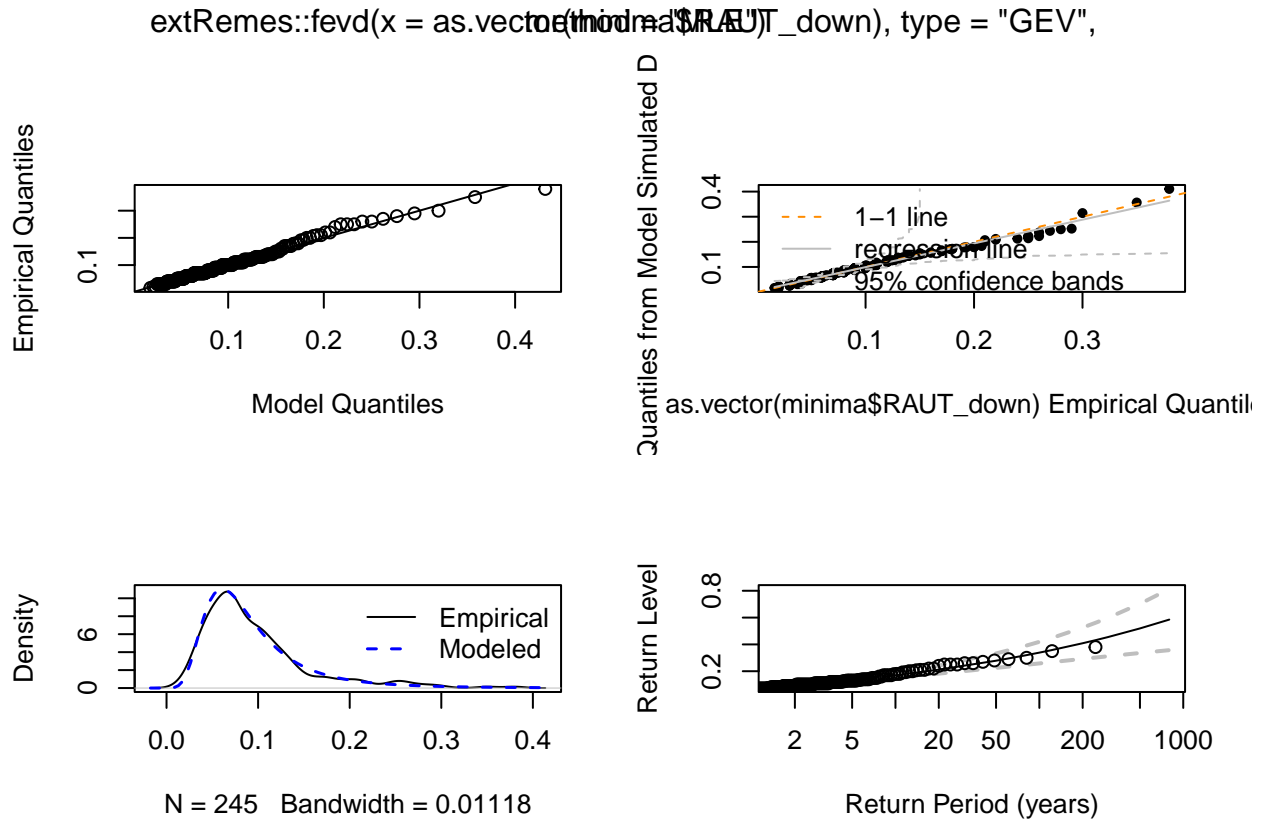 extRemes::fevd(x = as.vector(minima$RAUT_down), type = "GEV",
method = "MLE")
Empirical Quantiles
0.1
0.1 0.2 0.3 0.4
Model Quantiles
Quantiles from Model Simulated D
0.1 0.4
1−1 line
regression line
95% confidence bands
0.1 0.2 0.3
as.vector(minima$RAUT_down) Empirical Quantil
Density
0 6
Empirical
Modeled
0.0 0.1 0.2 0.3 0.4
N = 245 Bandwidth = 0.01118
Return Level
0.2 0.8
2 5 20 50 200 1000
Return Period (years)